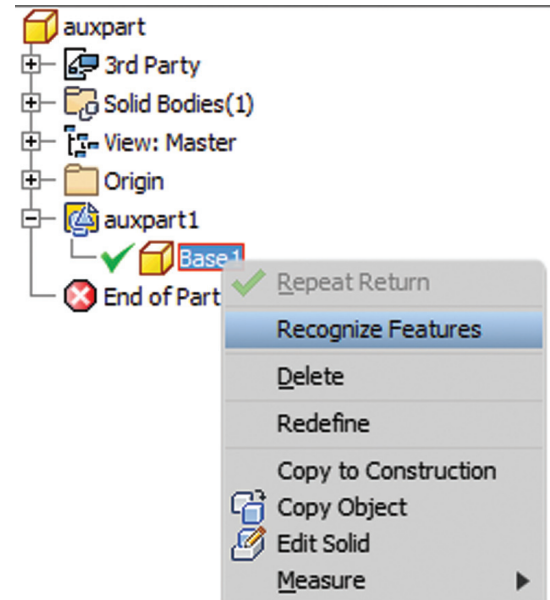 auxpart
3rd Party
Solid Bodies(1)
View: Master
Origin
auxpart1
Base1
End of Part
Repeat Return
Recognize Features
Delete
Redefine
Copy to Construction
Copy Object
Edit Solid
Measure